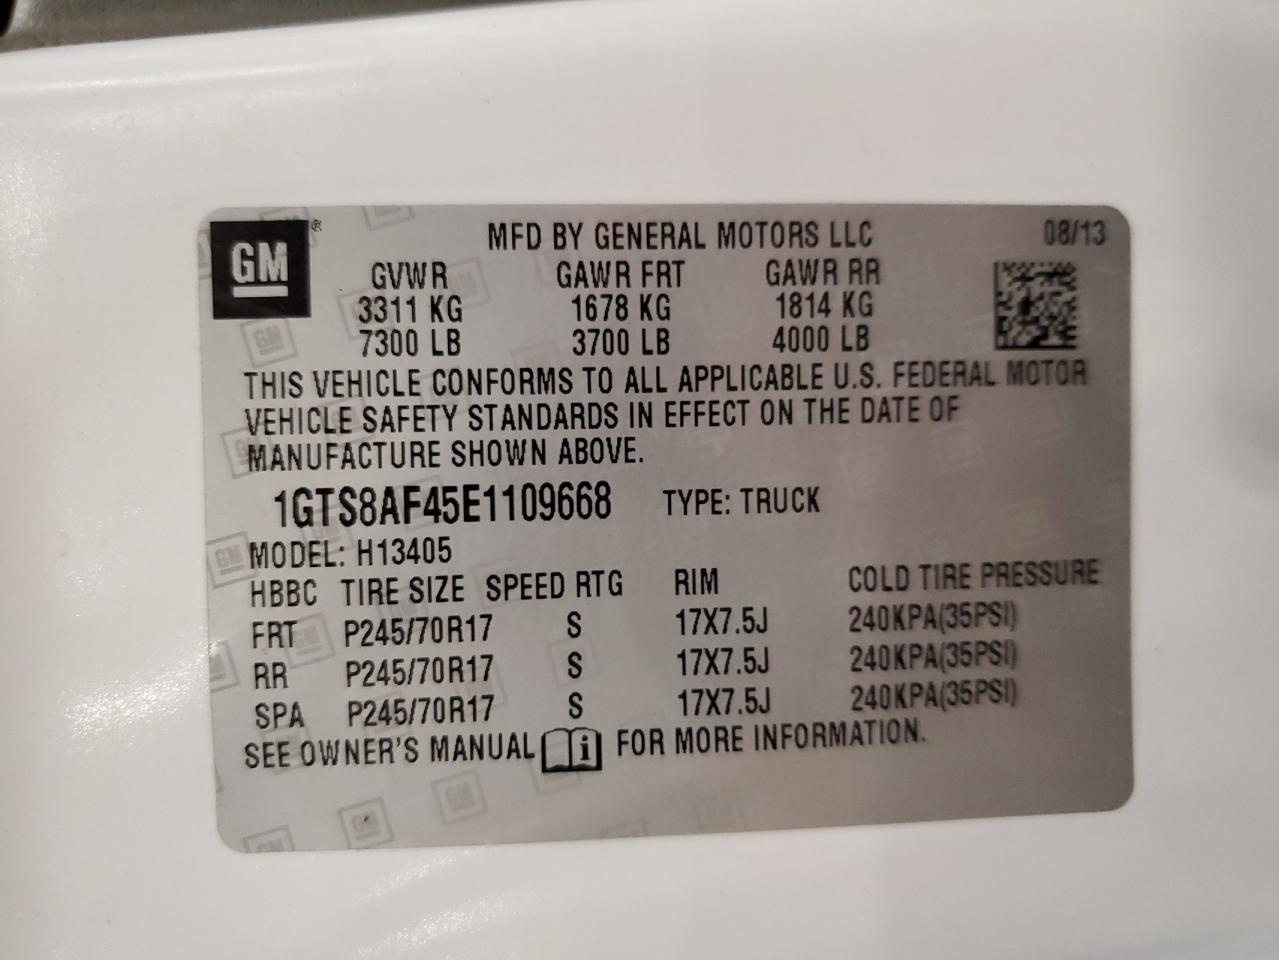 GM ® MFD BY GENERAL MOTORS LLC 08/13
GVWR GAWR FRT GAWR RR
3311 KG 1678 KG 1814 KG
7300 LB 3700 LB 4000 LB
THIS VEHICLE CONFORMS TO ALL APPLICABLE U.S. FEDERAL MOTOR
VEHICLE SAFETY STANDARDS IN EFFECT ON THE DATE OF
MANUFACTURE SHOWN ABOVE.
1GTS8AF45E1109668 TYPE: TRUCK
MODEL: H13405
HBBC TIRE SIZE SPEED RTG RIM COLD TIRE PRESSURE
FRT P245/70R17 S 17X7.5J 240KPA(35PSI)
RR P245/70R17 S 17X7.5J 240KPA(35PSI)
SPA P245/70R17 S 17X7.5J 240KPA(35PSI)
SEE OWNER'S MANUAL i FOR MORE INFORMATION.